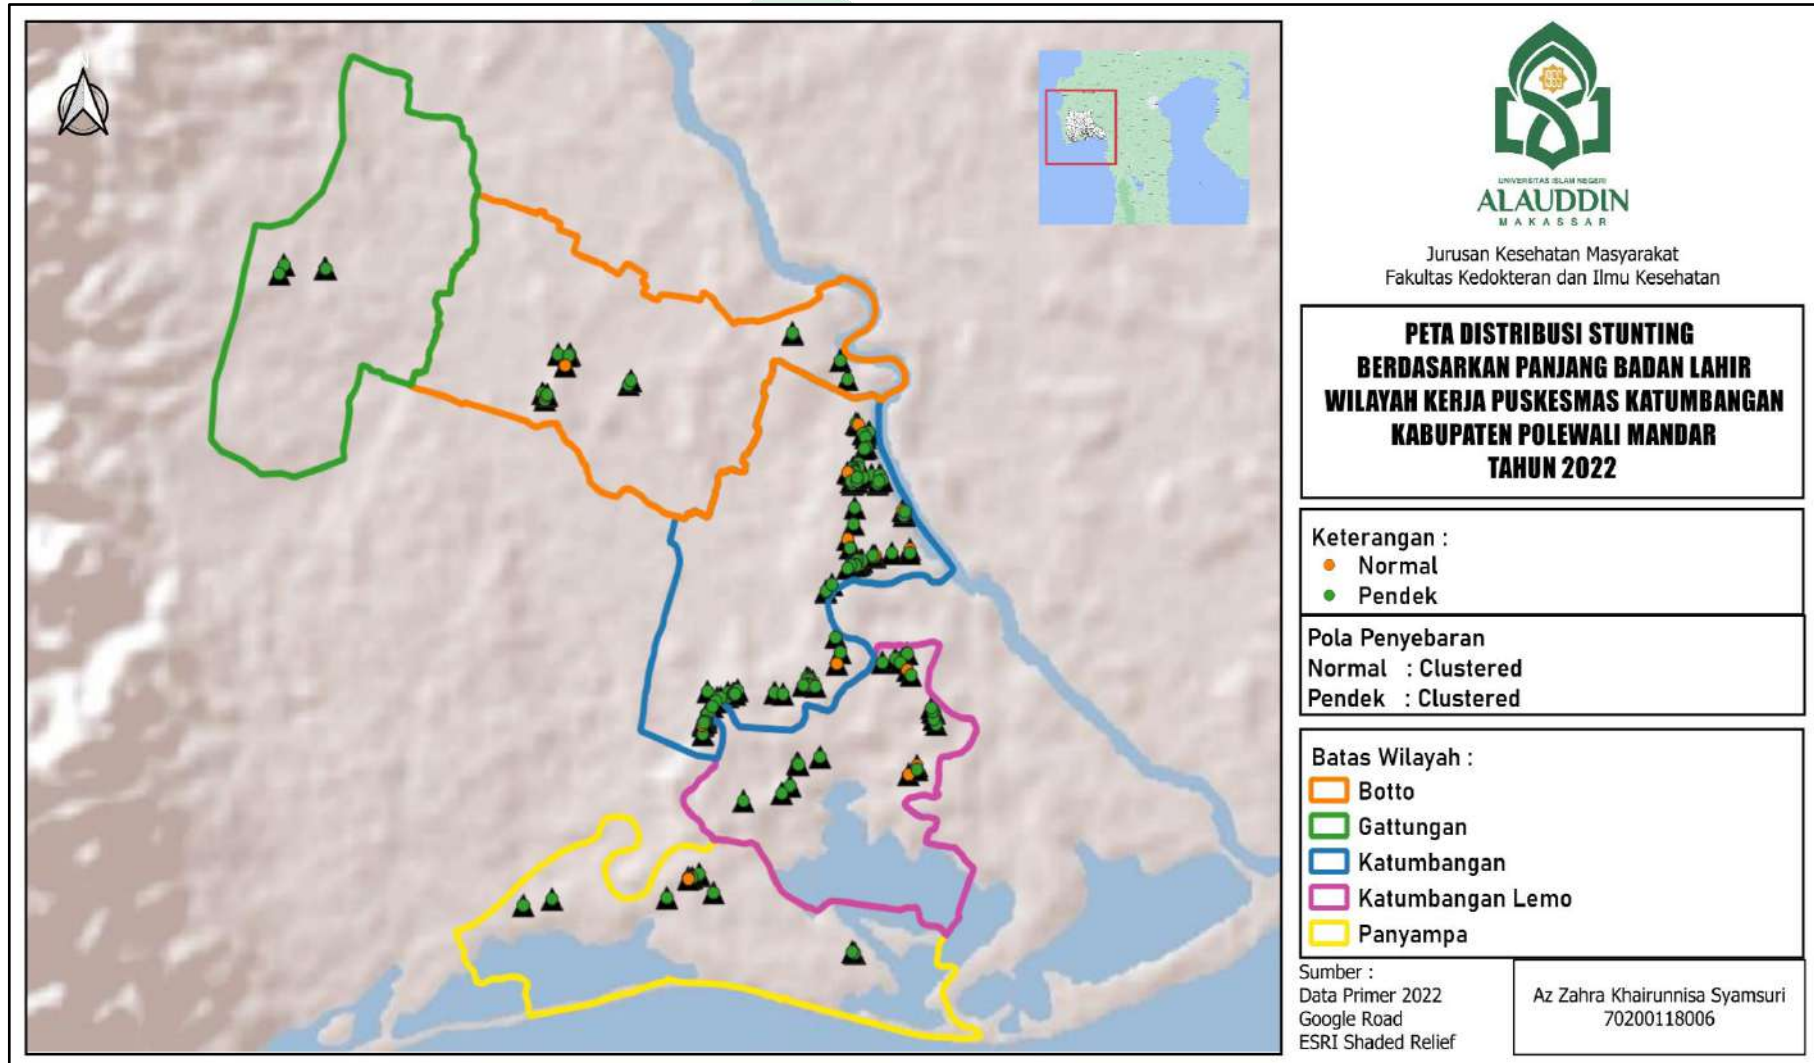 UNIVERSITAS ISLAM NEGERI
ALAUDDIN
MAKASSAR
Jurusan Kesehatan Masyarakat
Fakultas Kedokteran dan Ilmu Kesehatan
PETA DISTRIBUSI STUNTING
BERDASARKAN PANJANG BADAN LAHIR
WILAYAH KERJA PUSKESMAS KATUMBANGAN
KABUPATEN POLEWALI MANDAR
TAHUN 2022
Keterangan :
Normal
Pendek
Pola Penyebaran
Normal : Clustered
Pendek : Clustered
Batas Wilayah :
Botto
Gattungan
Katumbangan
Katumbangan Lemo
Panyampa
Sumber :
Data Primer 2022
Google Road
ESRI Shaded Relief
Az Zahra Khairunnisa Syamsuri
70200118006